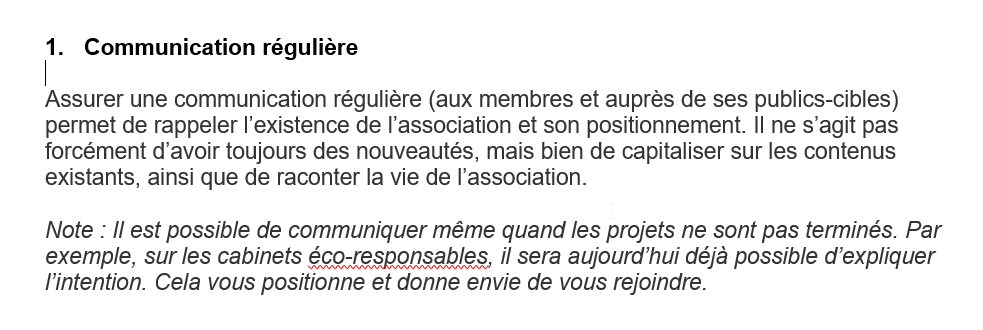 1. Communication régulière
Assurer une communication régulière (aux membres et auprès de ses publics-cibles)
permet de rappeler l’existence de l’association et son positionnement. Il ne s’agit pas
forcément d’avoir toujours des nouveautés, mais bien de capitaliser sur les contenus
existants, ainsi que de raconter la vie de l’association.
Note : Il est possible de communiquer même quand les projets ne sont pas terminés. Par
exemple, sur les cabinets éco-responsables, il sera aujourd’hui déjà possible d’expliquer
l’intention. Cela vous positionne et donne envie de vous rejoindre.